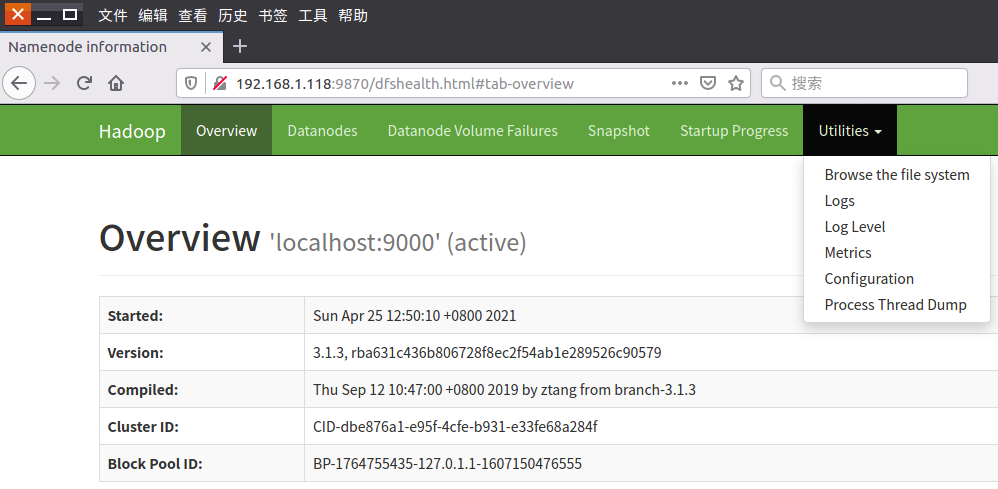 文件 编辑 查看 历史 书签 工具 帮助
Namenode information
192.168.1.118:9870/dfshealth.html#tab-overview
搜索
Hadoop Overview Datanodes Datanode Volume Failures Snapshot Startup Progress Utilities
Browse the file system
Logs
Log Level
Metrics
Configuration
Process Thread Dump
Overview 'localhost:9000' (active)
Started: Sun Apr 25 12:50:10 +0800 2021
Version: 3.1.3, rba631c436b806728f8ec2f54ab1e289526c90579
Compiled: Thu Sep 12 10:47:00 +0800 2019 by ztang from branch-3.1.3
Cluster ID: CID-dbe876a1-e95f-4cfe-b931-e33fe68a284f
Block Pool ID: BP-1764755435-127.0.1.1-1607150476555